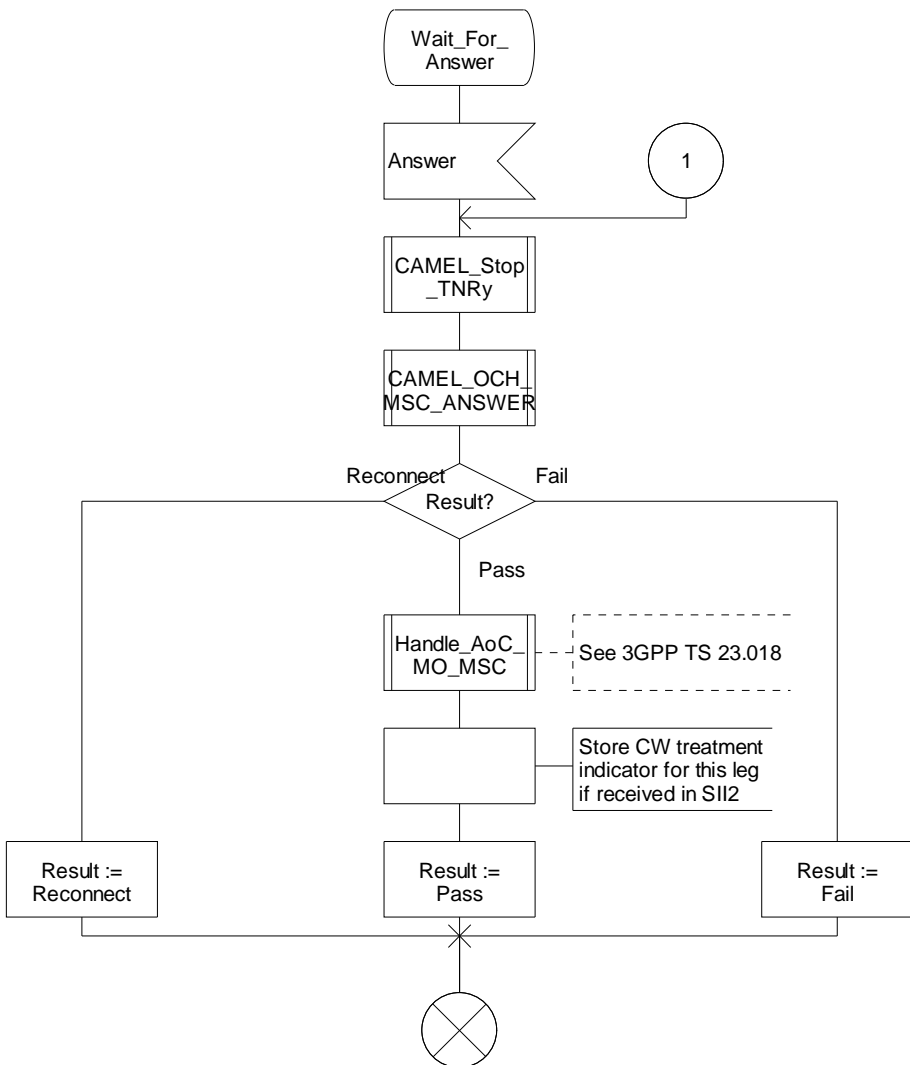 Wait_For_
Answer
Answer
1
CAMEL_Stop
_TNRy
CAMEL_OCH_
MSC_ANSWER
Reconnect
Fail
Result?
Pass
Handle_AoC_
MO_MSC
See 3GPP TS 23.018
Store CW treatment
indicator for this leg
if received in SII2
Result :=
Reconnect
Result :=
Pass
Result :=
Fail